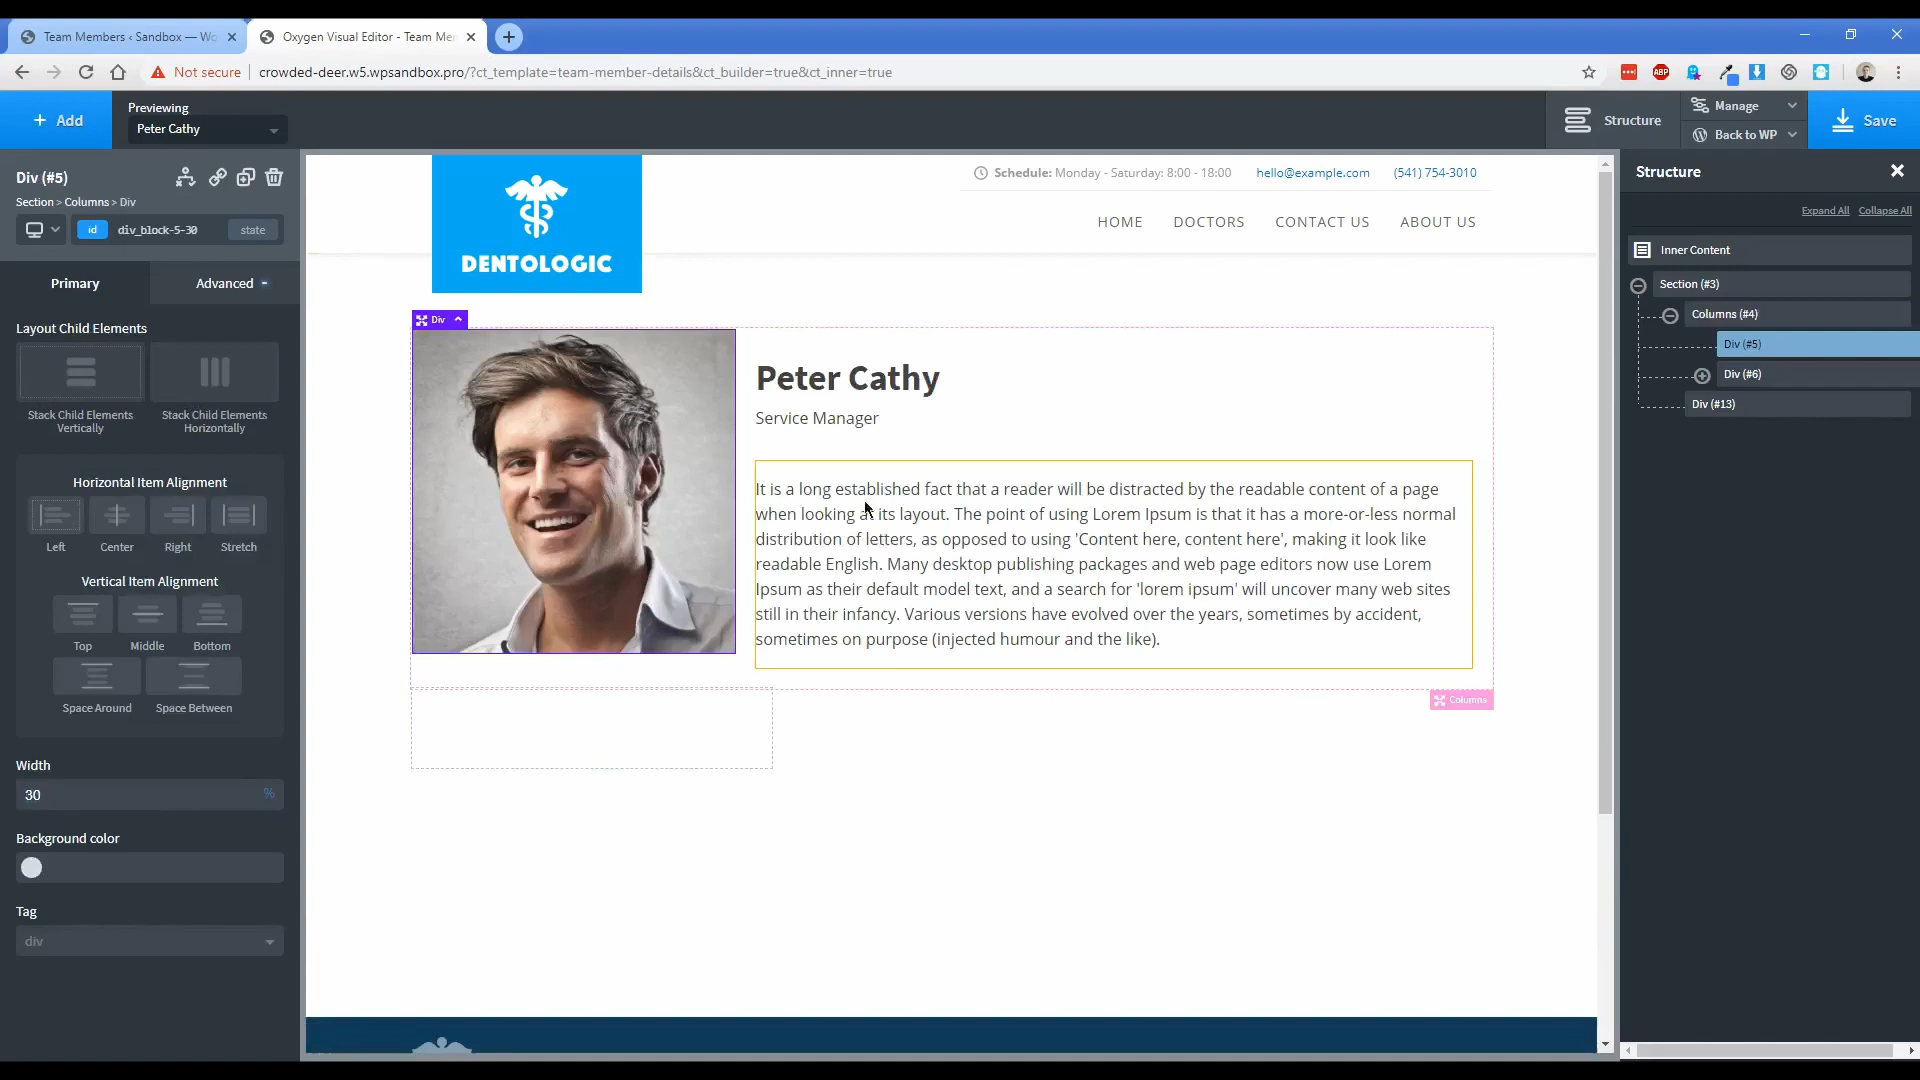 Team Members ‹ Sandbox — Wo
Oxygen Visual Editor - Team Me
Not secure
crowded-deer.w5.wpsandbox.pro/?ct_template=team-member-details&ct_builder=true&ct_inner=true
ABP
+ Add
Previewing
Peter Cathy
Structure
Manage
Back to WP
Save
Div (#5)
Section > Columns > Div
id
div_block-5-30
state
Primary
Advanced
Layout Child Elements
Stack Child Elements Vertically
Stack Child Elements Horizontally
Horizontal Item Alignment
Left
Center
Right
Stretch
Vertical Item Alignment
Top
Middle
Bottom
Space Around
Space Between
Width
30
%
Background color
Tag
div
DENTOLOGIC
Schedule: Monday - Saturday: 8:00 - 18:00
hello@example.com
(541) 754-3010
HOME
DOCTORS
CONTACT US
ABOUT US
Div
Peter Cathy
Service Manager
It is a long established fact that a reader will be distracted by the readable content of a page
when looking at its layout. The point of using Lorem Ipsum is that it has a more-or-less normal
distribution of letters, as opposed to using 'Content here, content here', making it look like
readable English. Many desktop publishing packages and web page editors now use Lorem
Ipsum as their default model text, and a search for 'lorem ipsum' will uncover many web sites
still in their infancy. Various versions have evolved over the years, sometimes by accident,
sometimes on purpose (injected humour and the like).
Columns
Structure
Expand All
Collapse All
Inner Content
Section (#3)
Columns (#4)
Div (#5)
Div (#6)
Div (#13)